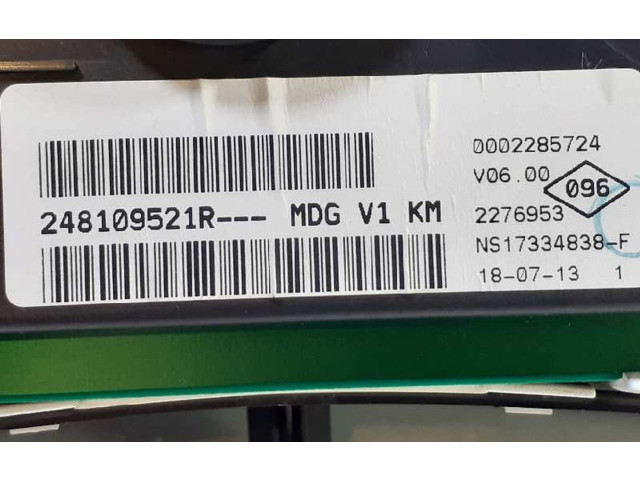 248109521R--- MDG V1 KM
0002285724
V06.00
096
2276953
NS17334838-F
18-07-13 1